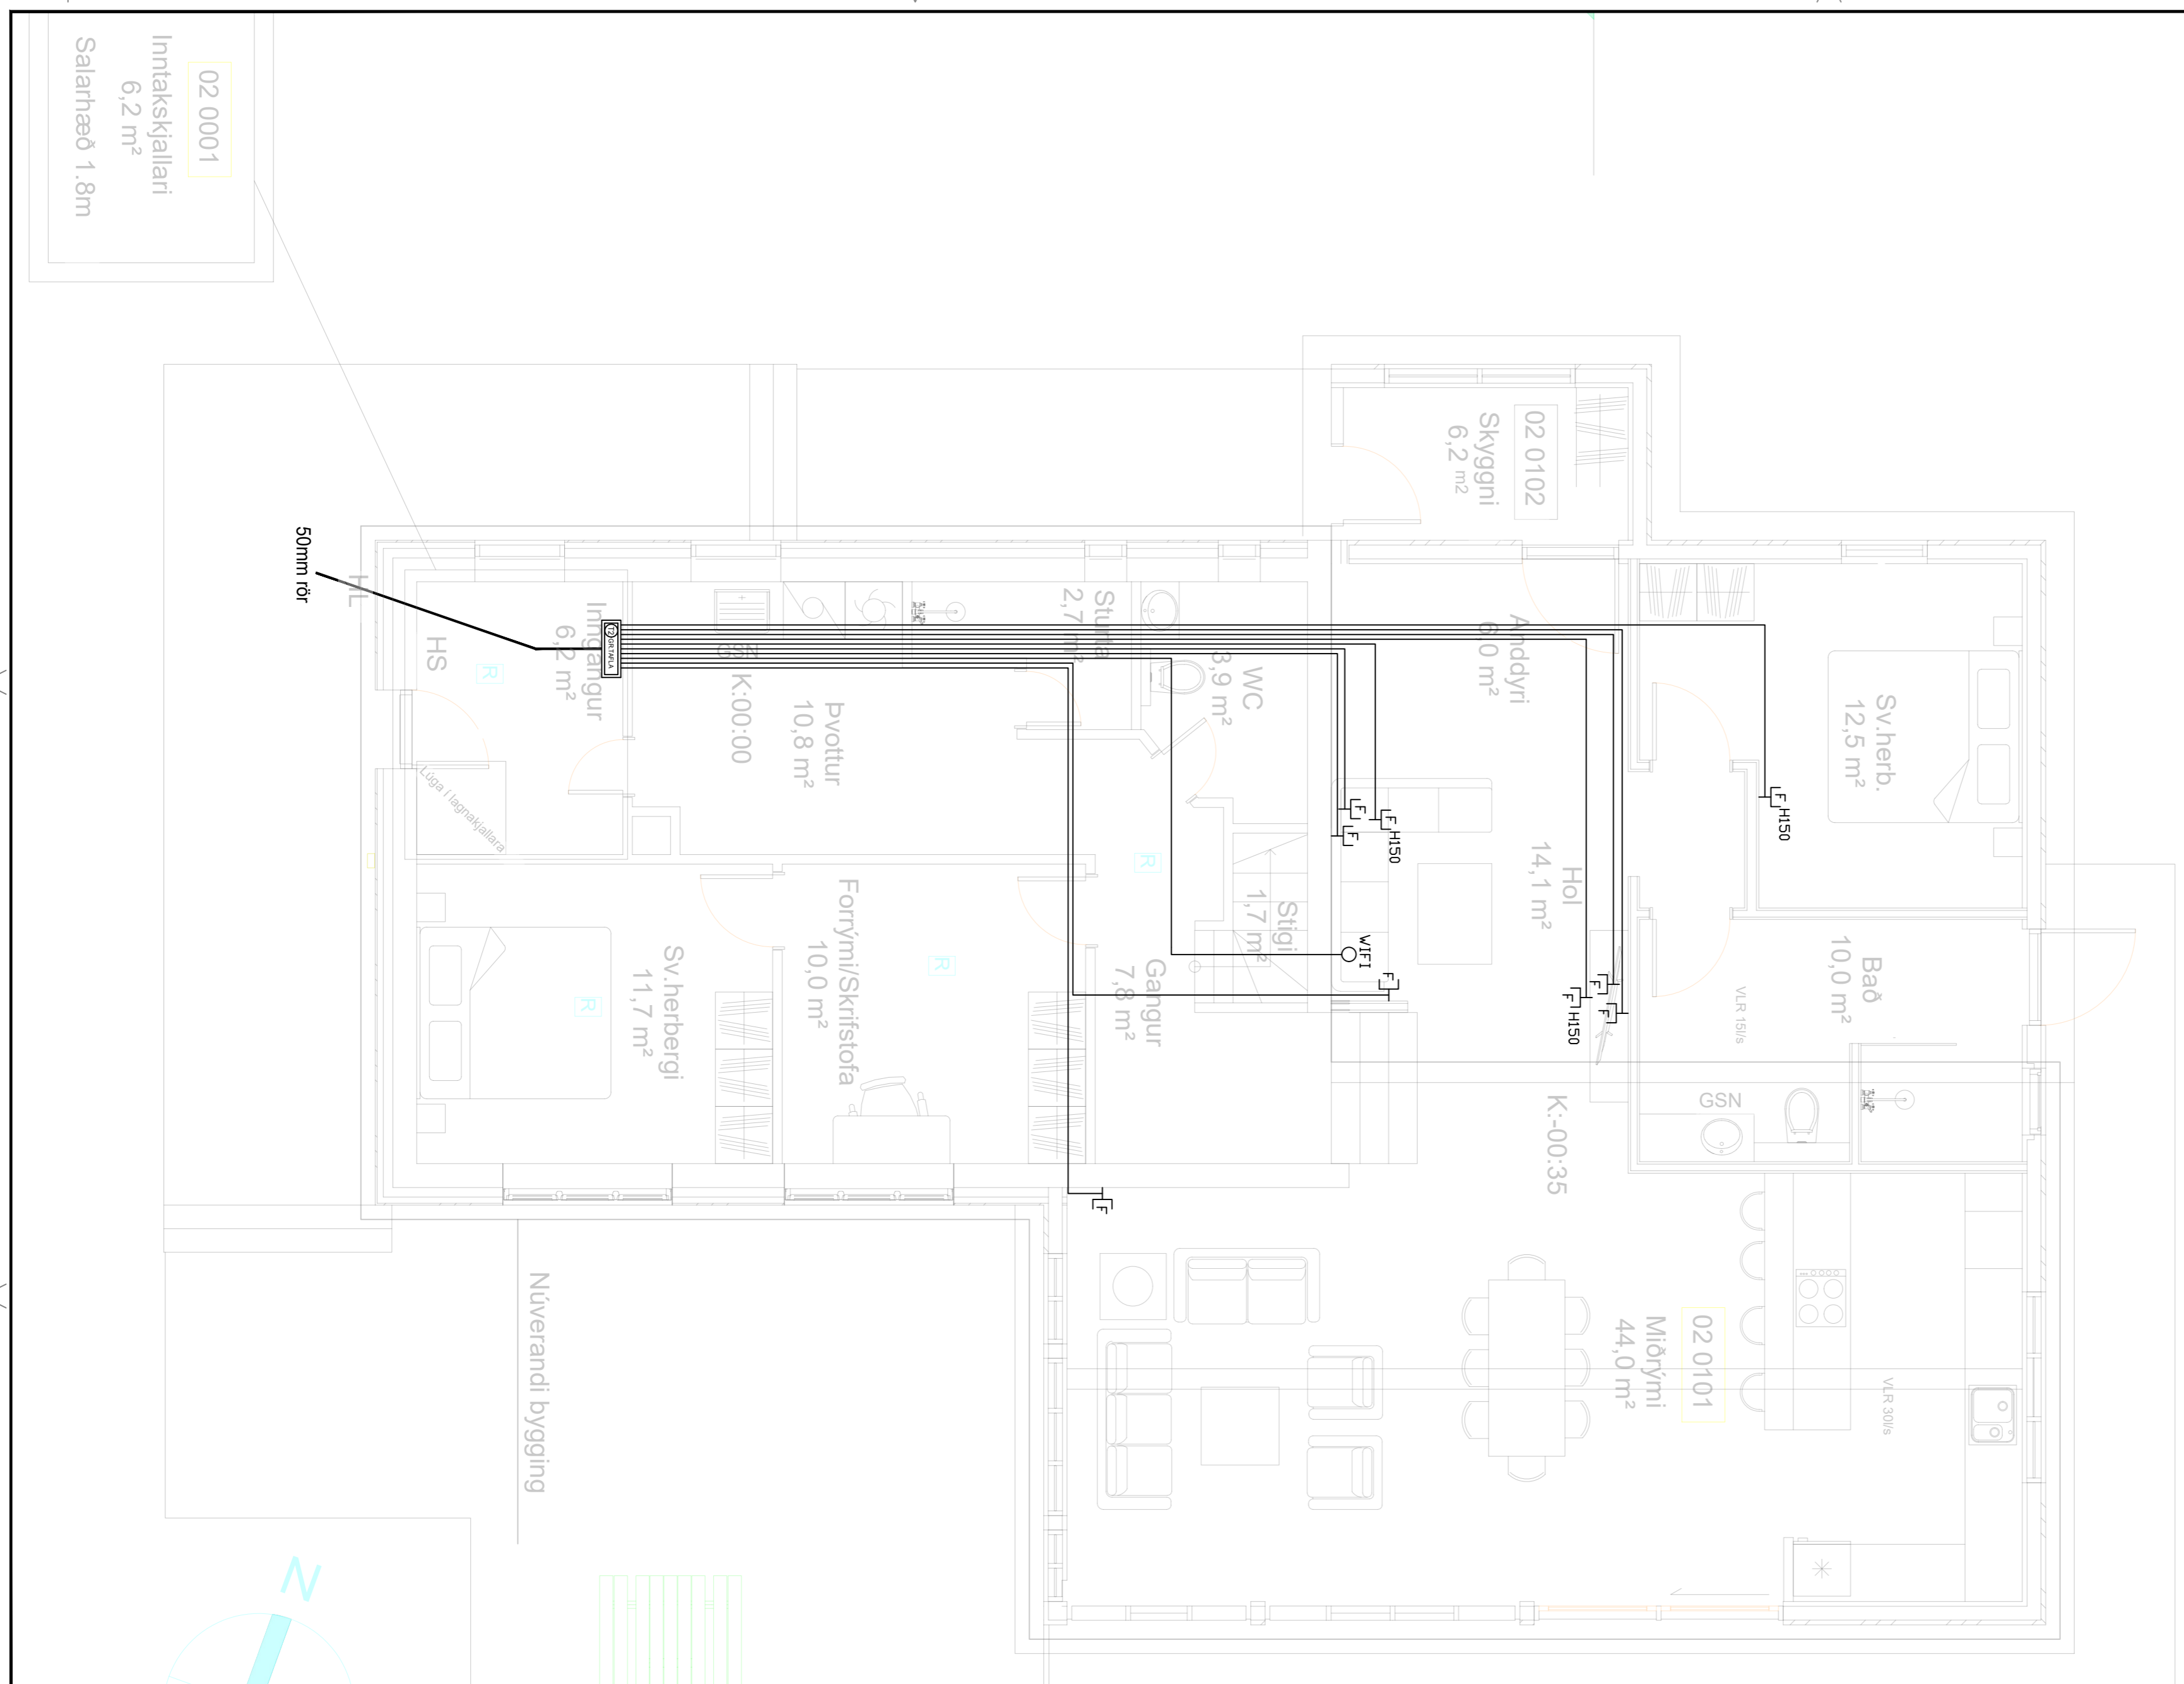 02 0001
Inntakskjallari
6,2 m²
Salarhæð 1.8m
50mm rör
HL
HS
Inngangur
6,2 m²
R
Lúga í lagnakjallara
T2
GR.TAFLA
GSN
K:00:00
Þvottur
10,8 m²
Sturta
2,7 m²
WC
3,9 m²
02 0102
Skyggni
6,2 m2
Anddyri
6,0 m²
Sv.herb.
12,5 m²
F H150
F
F H150
F
Hol
14,1 m²
Stigi
1,7 m²
R
WIFI
F
F
F H150
F
Bað
10,0 m²
VLR 15l/s
GSN
Gangur
7,8 m²
R
Forrými/Skrifstofa
10,0 m²
Sv.herbergi
11,7 m²
R
F
K:-00:35
02 0101
Miðrými
44,0 m²
VLR 30l/s
Núverandi bygging
N